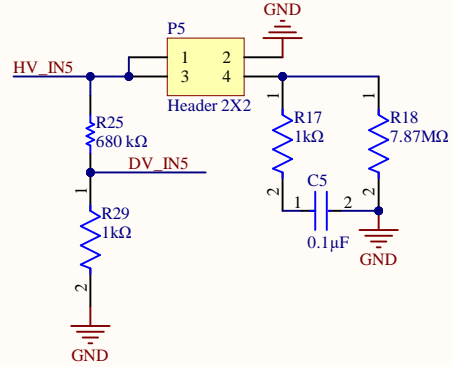 GND
P5
HV_IN5
1
2
3
4
Header 2X2
R25
680 kΩ
DV_IN5
1
R29
1kΩ
2
GND
1
R17
1kΩ
2
1
R18
7.87MΩ
2
C5
1
2
0.1μF
GND